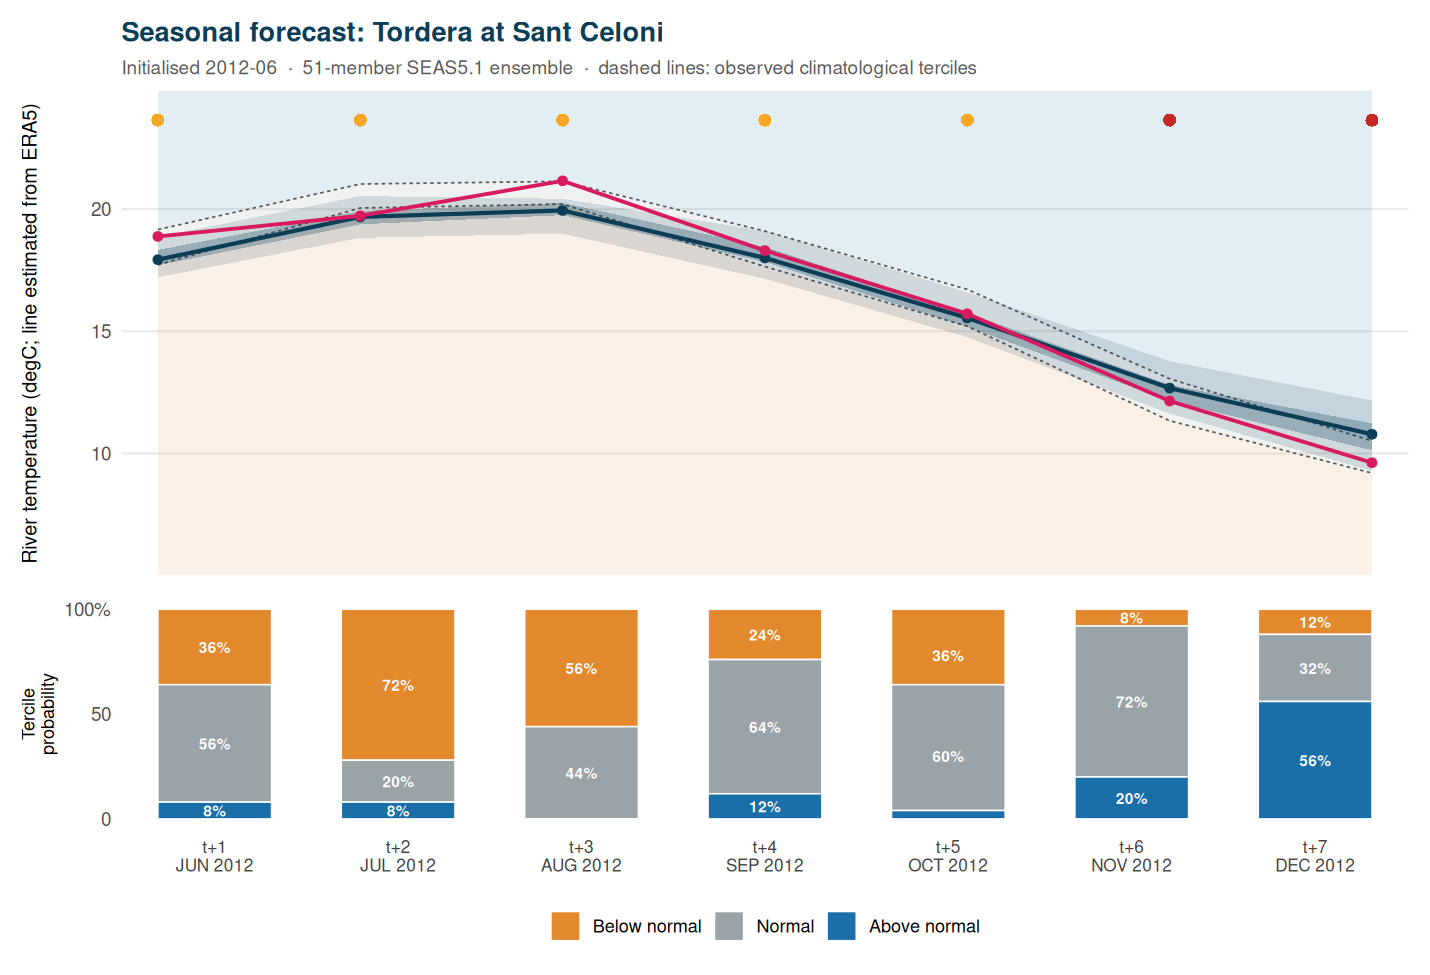 Seasonal forecast: Tordera at Sant Celoni
Initialised 2012-06 · 51-member SEAS5.1 ensemble · dashed lines: observed climatological terciles
River temperature (degC; line estimated from ERA5)
20
15
10
Tercile
probability
100%
50
0
36%
56%
8%
72%
20%
8%
56%
44%
24%
64%
12%
36%
60%
8%
72%
20%
12%
32%
56%
t+1
JUN 2012
t+2
JUL 2012
t+3
AUG 2012
t+4
SEP 2012
t+5
OCT 2012
t+6
NOV 2012
t+7
DEC 2012
Below normal
Normal
Above normal